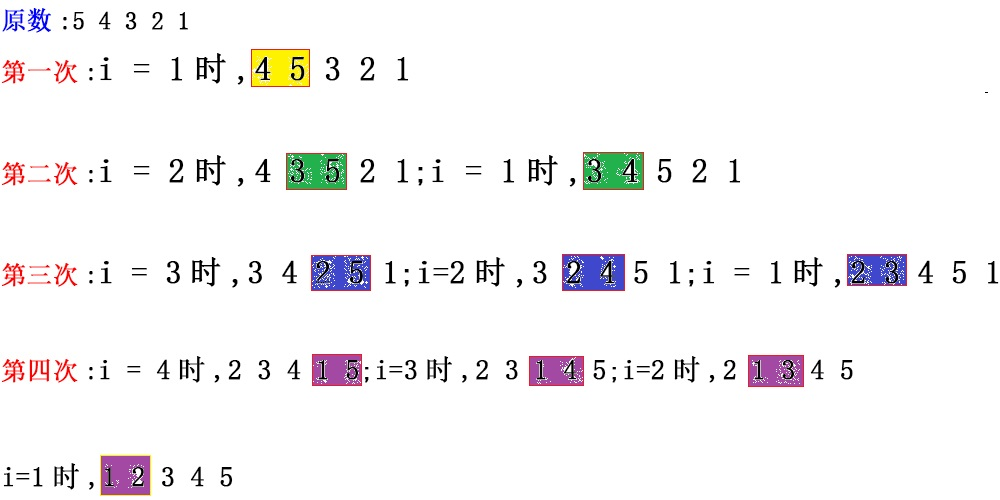 原数:5 4 3 2 1
第一次:i = 1时,4 5 3 2 1
第二次:i = 2时,4 3 5 2 1;i = 1时,3 4 5 2 1
第三次:i = 3时,3 4 2 5 1;i=2时,3 2 4 5 1;i = 1时,2 3 4 5 1
第四次:i = 4时,2 3 4 1 5;i=3时,2 3 1 4 5;i=2时,2 1 3 4 5
i=1时,1 2 3 4 5